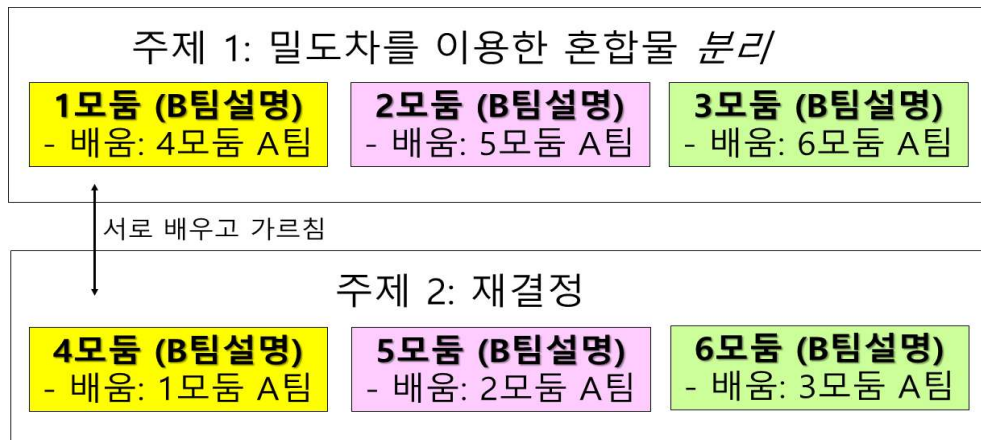 주제 1: 밀도차를 이용한 혼합물 분리
1모둠 (B팀설명)
- 배움: 4모둠 A팀
2모둠 (B팀설명)
- 배움: 5모둠 A팀
3모둠 (B팀설명)
- 배움: 6모둠 A팀
서로 배우고 가르침
주제 2: 재결정
4모둠 (B팀설명)
- 배움: 1모둠 A팀
5모둠 (B팀설명)
- 배움: 2모둠 A팀
6모둠 (B팀설명)
- 배움: 3모둠 A팀